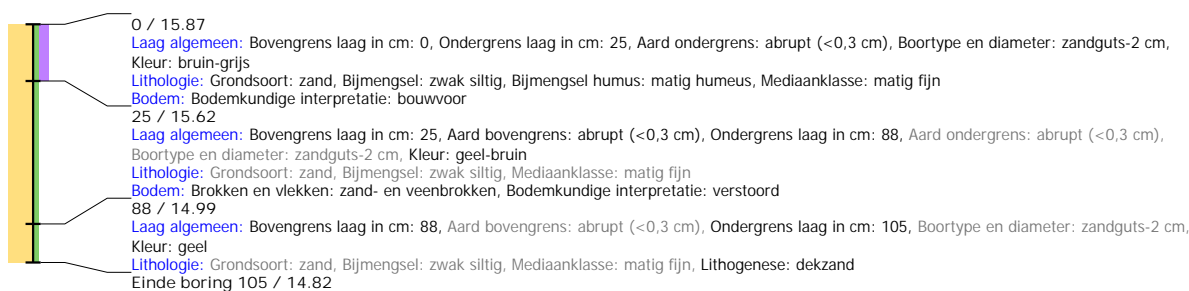 0 / 15.87
Laag algemeen: Bovengrens laag in cm: 0, Ondergrens laag in cm: 25, Aard ondergrens: abrupt (<0,3 cm), Boortype en diameter: zandguts-2 cm,
Kleur: bruin-grijs
Lithologie: Grondsoort: zand, Bijmengsel: zwak siltig, Bijmengsel humus: matig humeus, Mediaanklasse: matig fijn
Bodem: Bodemkundige interpretatie: bouwvoor
25 / 15.62
Laag algemeen: Bovengrens laag in cm: 25, Aard bovengrens: abrupt (<0,3 cm), Ondergrens laag in cm: 88, Aard ondergrens: abrupt (<0,3 cm),
Boortype en diameter: zandguts-2 cm, Kleur: geel-bruin
Lithologie: Grondsoort: zand, Bijmengsel: zwak siltig, Mediaanklasse: matig fijn
Bodem: Brokken en vlekken: zand- en veenbrokken, Bodemkundige interpretatie: verstoord
88 / 14.99
Laag algemeen: Bovengrens laag in cm: 88, Aard bovengrens: abrupt (<0,3 cm), Ondergrens laag in cm: 105, Boortype en diameter: zandguts-2 cm,
Kleur: geel
Lithologie: Grondsoort: zand, Bijmengsel: zwak siltig, Mediaanklasse: matig fijn, Lithogenese: dekzand
Einde boring 105 / 14.82